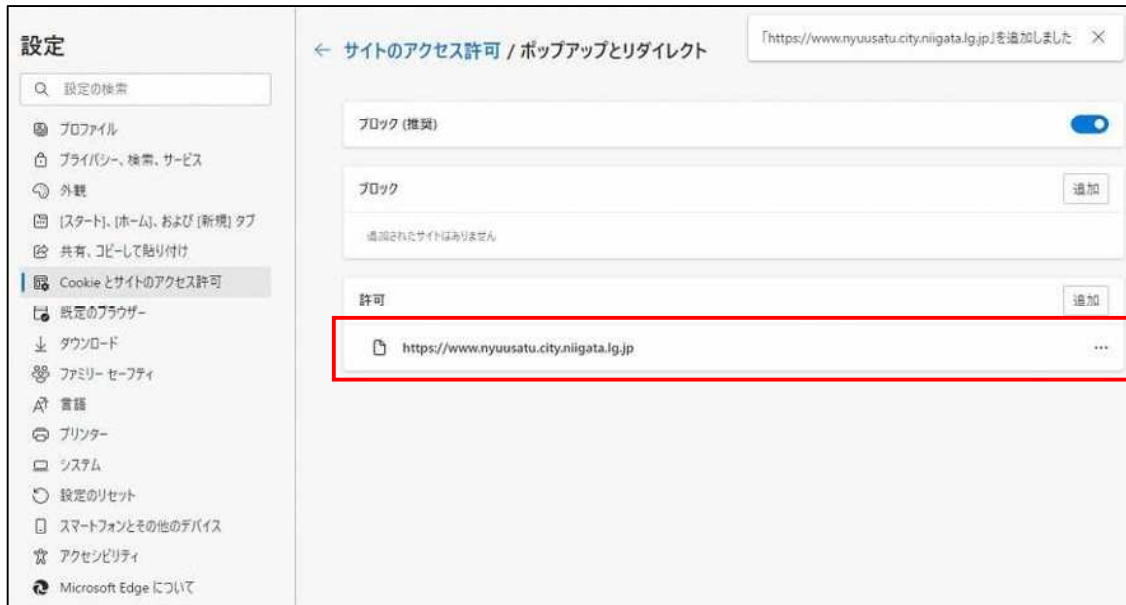 設定
設定の検索
プロファイル
プライバシー、検索、サービス
外観
[スタート]、[ホーム]、および [新規] タブ
共有、コピーして貼り付け
Cookie とサイトのアクセス許可
既定のブラウザー
ダウンロード
ファミリー セーフティ
言語
プリンター
システム
設定のリセット
スマートフォンとその他のデバイス
アクセシビリティ
Microsoft Edge について
サイトのアクセス許可 / ポップアップとリダイレクト
「https://www.nyuusatu.city.niigata.lg.jp」を追加しました
ブロック (推奨)
ブロック
追加
追加されたサイトはありません
許可
追加
https://www.nyuusatu.city.niigata.lg.jp